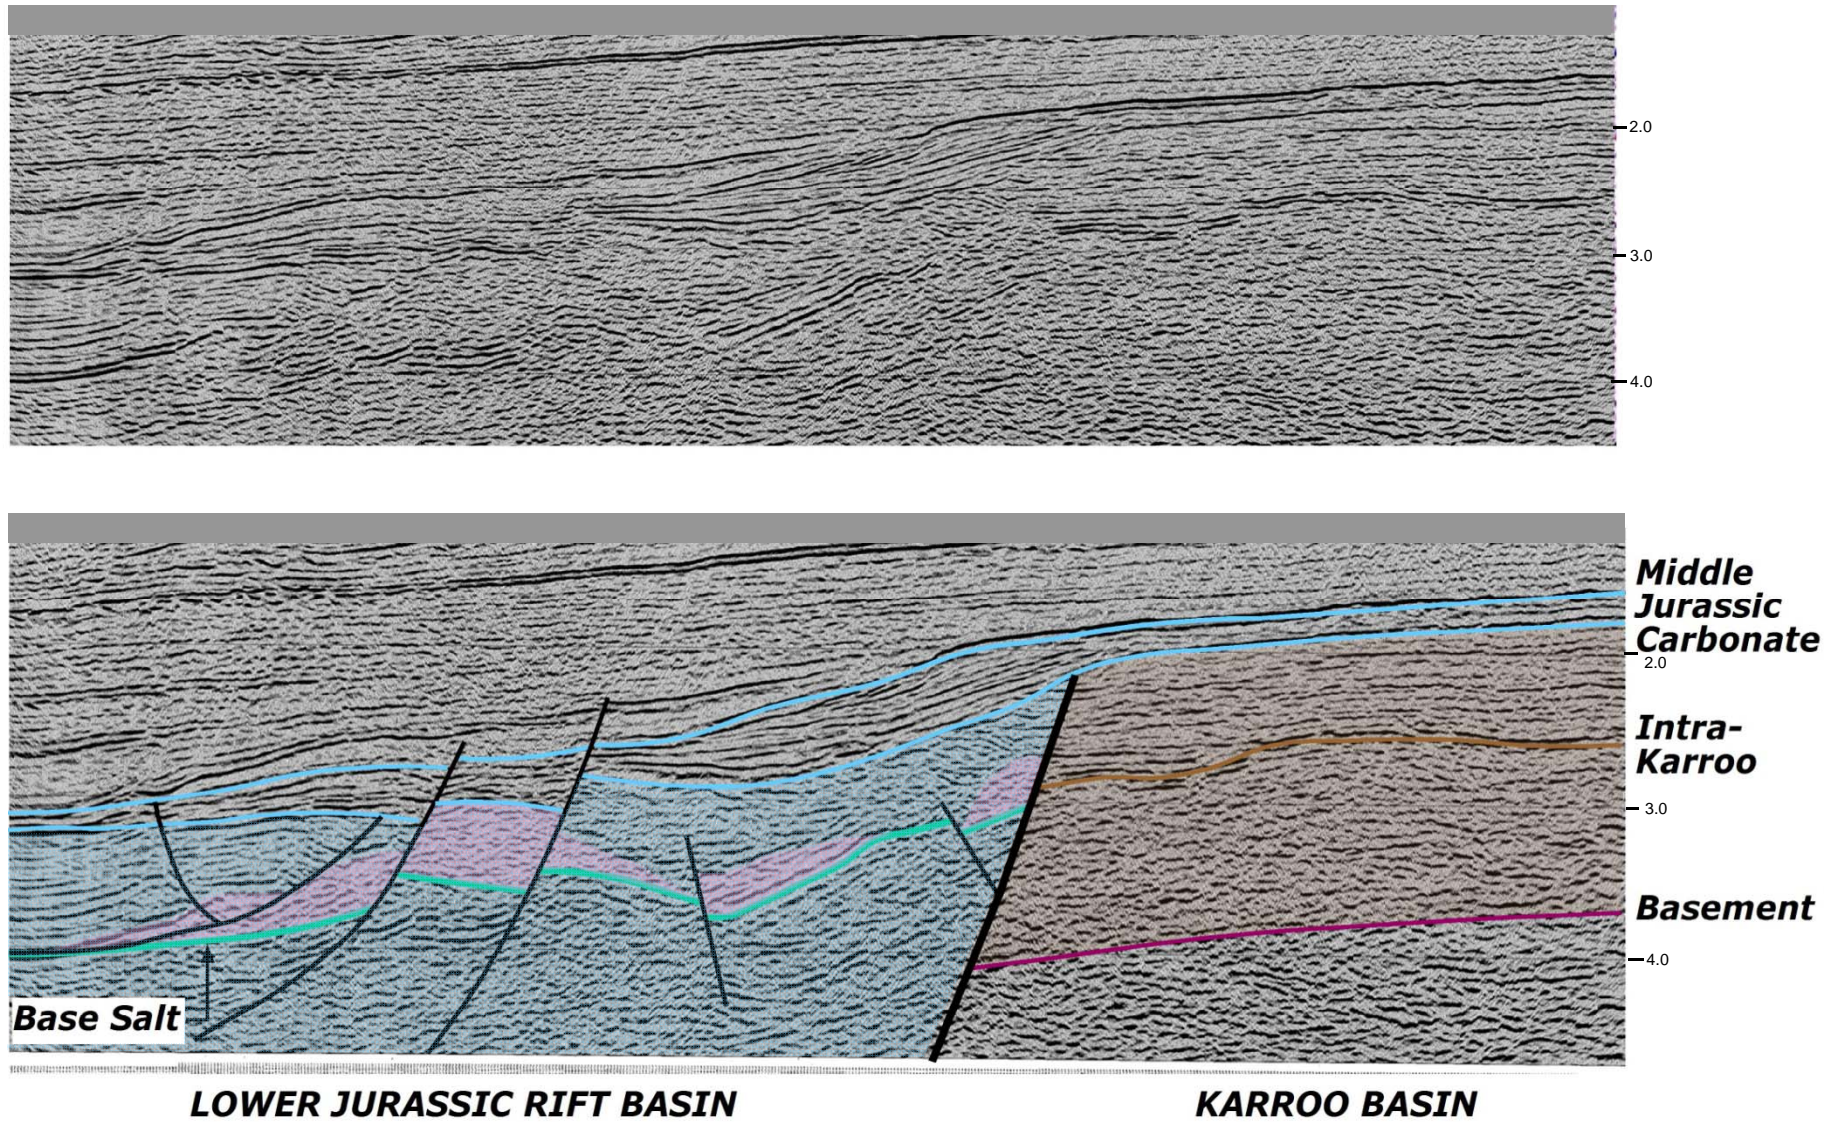 2.0
3.0
4.0
Middle
Jurassic
Carbonate
2.0
Intra-
Karroo
3.0
Basement
4.0
Base Salt
LOWER JURASSIC RIFT BASIN
KARROO BASIN